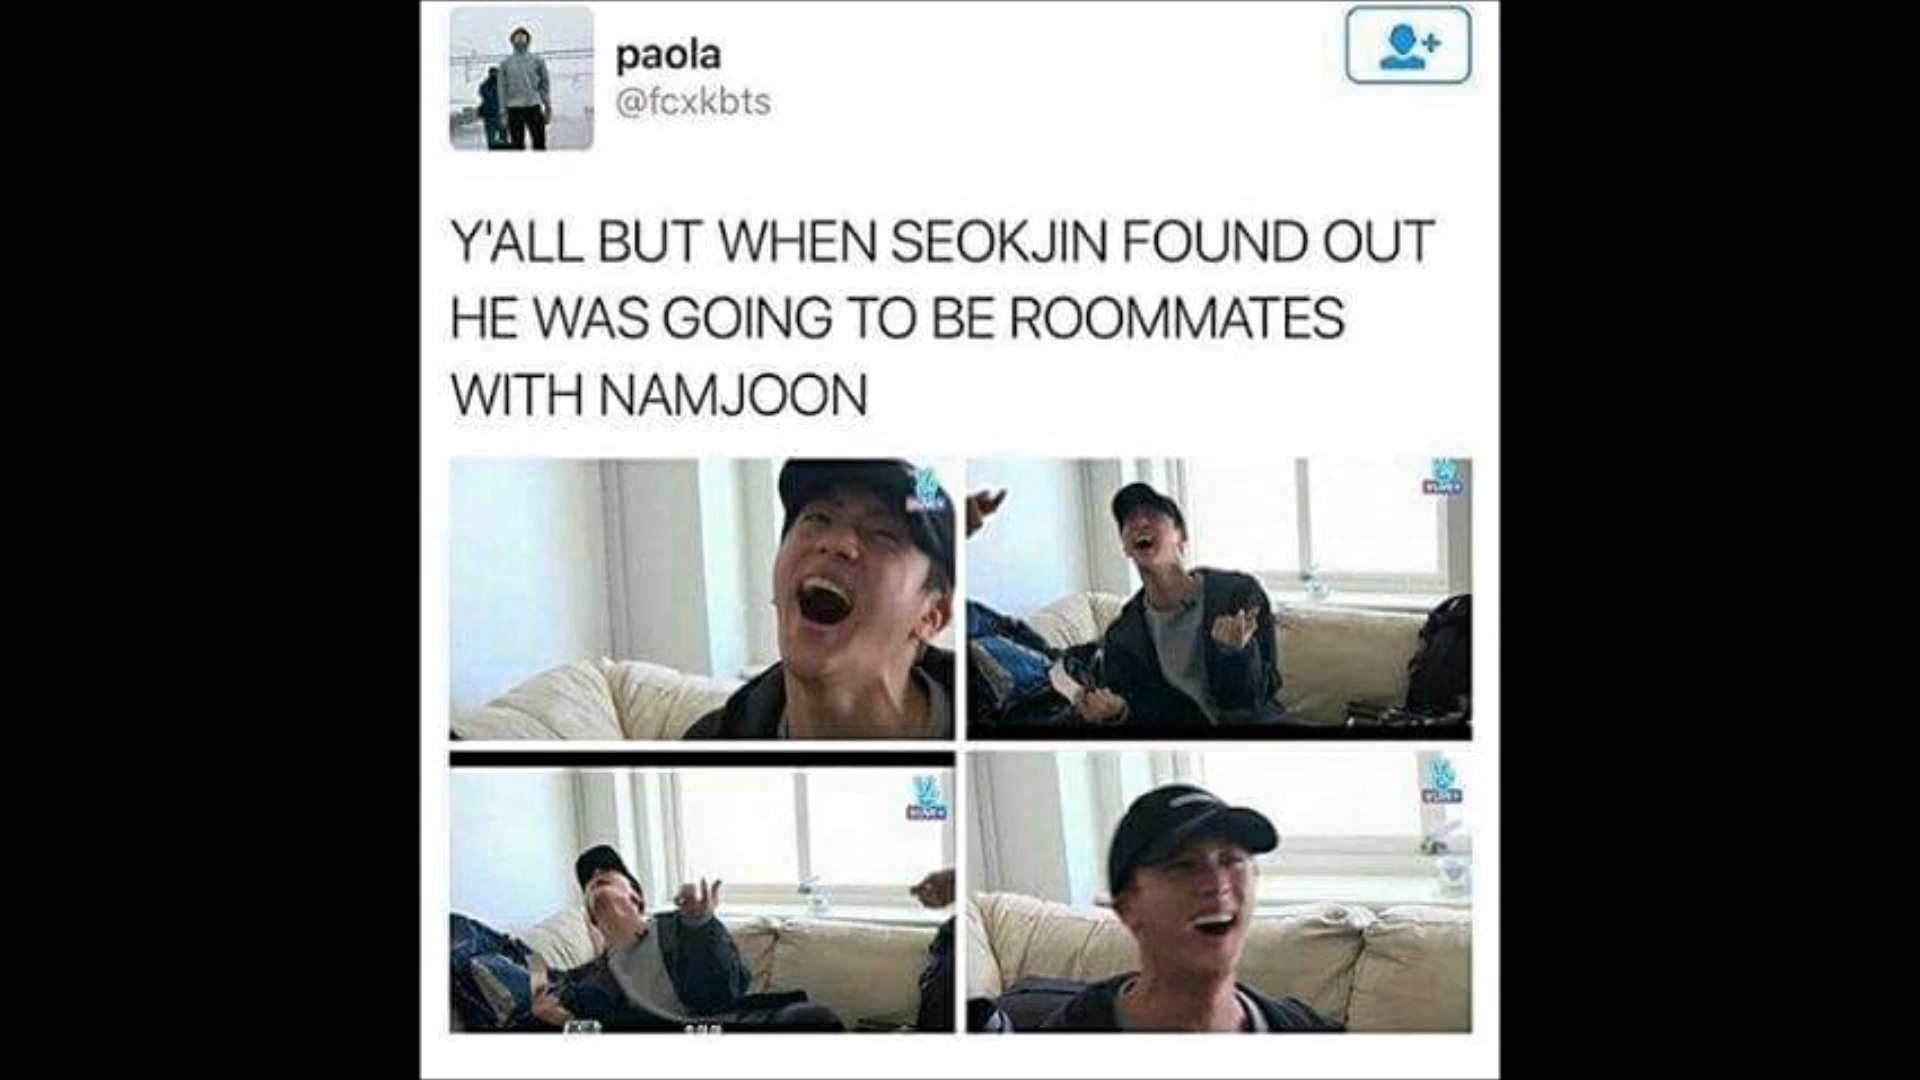 paola
@fcxkbts
Y'ALL BUT WHEN SEOKJIN FOUND OUT
HE WAS GOING TO BE ROOMMATES
WITH NAMJOON